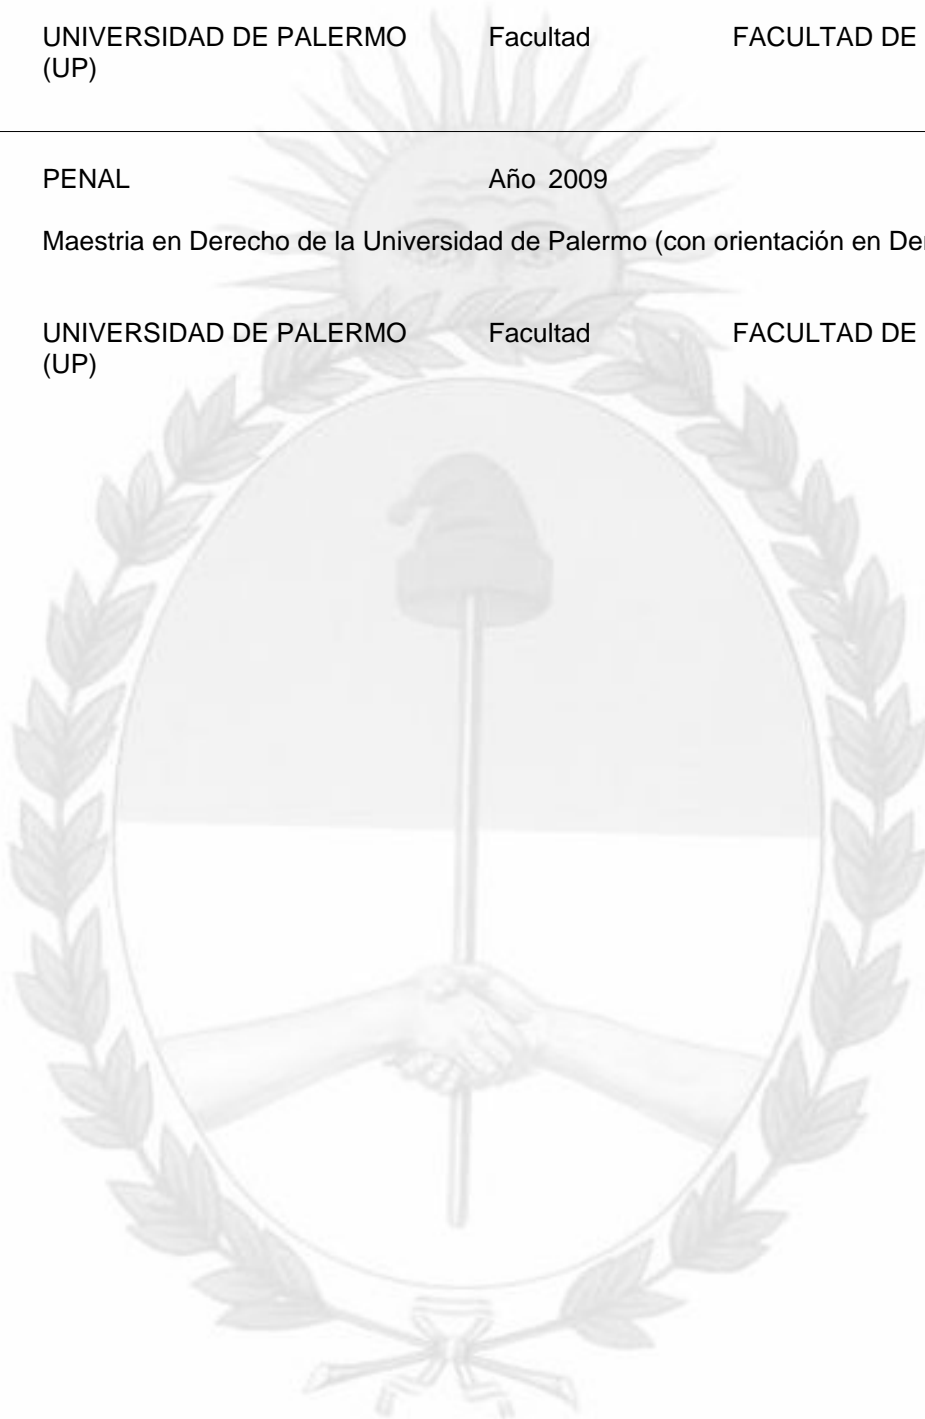 UNIVERSIDAD DE PALERMO Facultad FACULTAD DE
(UP)
PENAL Año 2009
Maestria en Derecho de la Universidad de Palermo (con orientación en De
UNIVERSIDAD DE PALERMO Facultad FACULTAD DE
(UP)